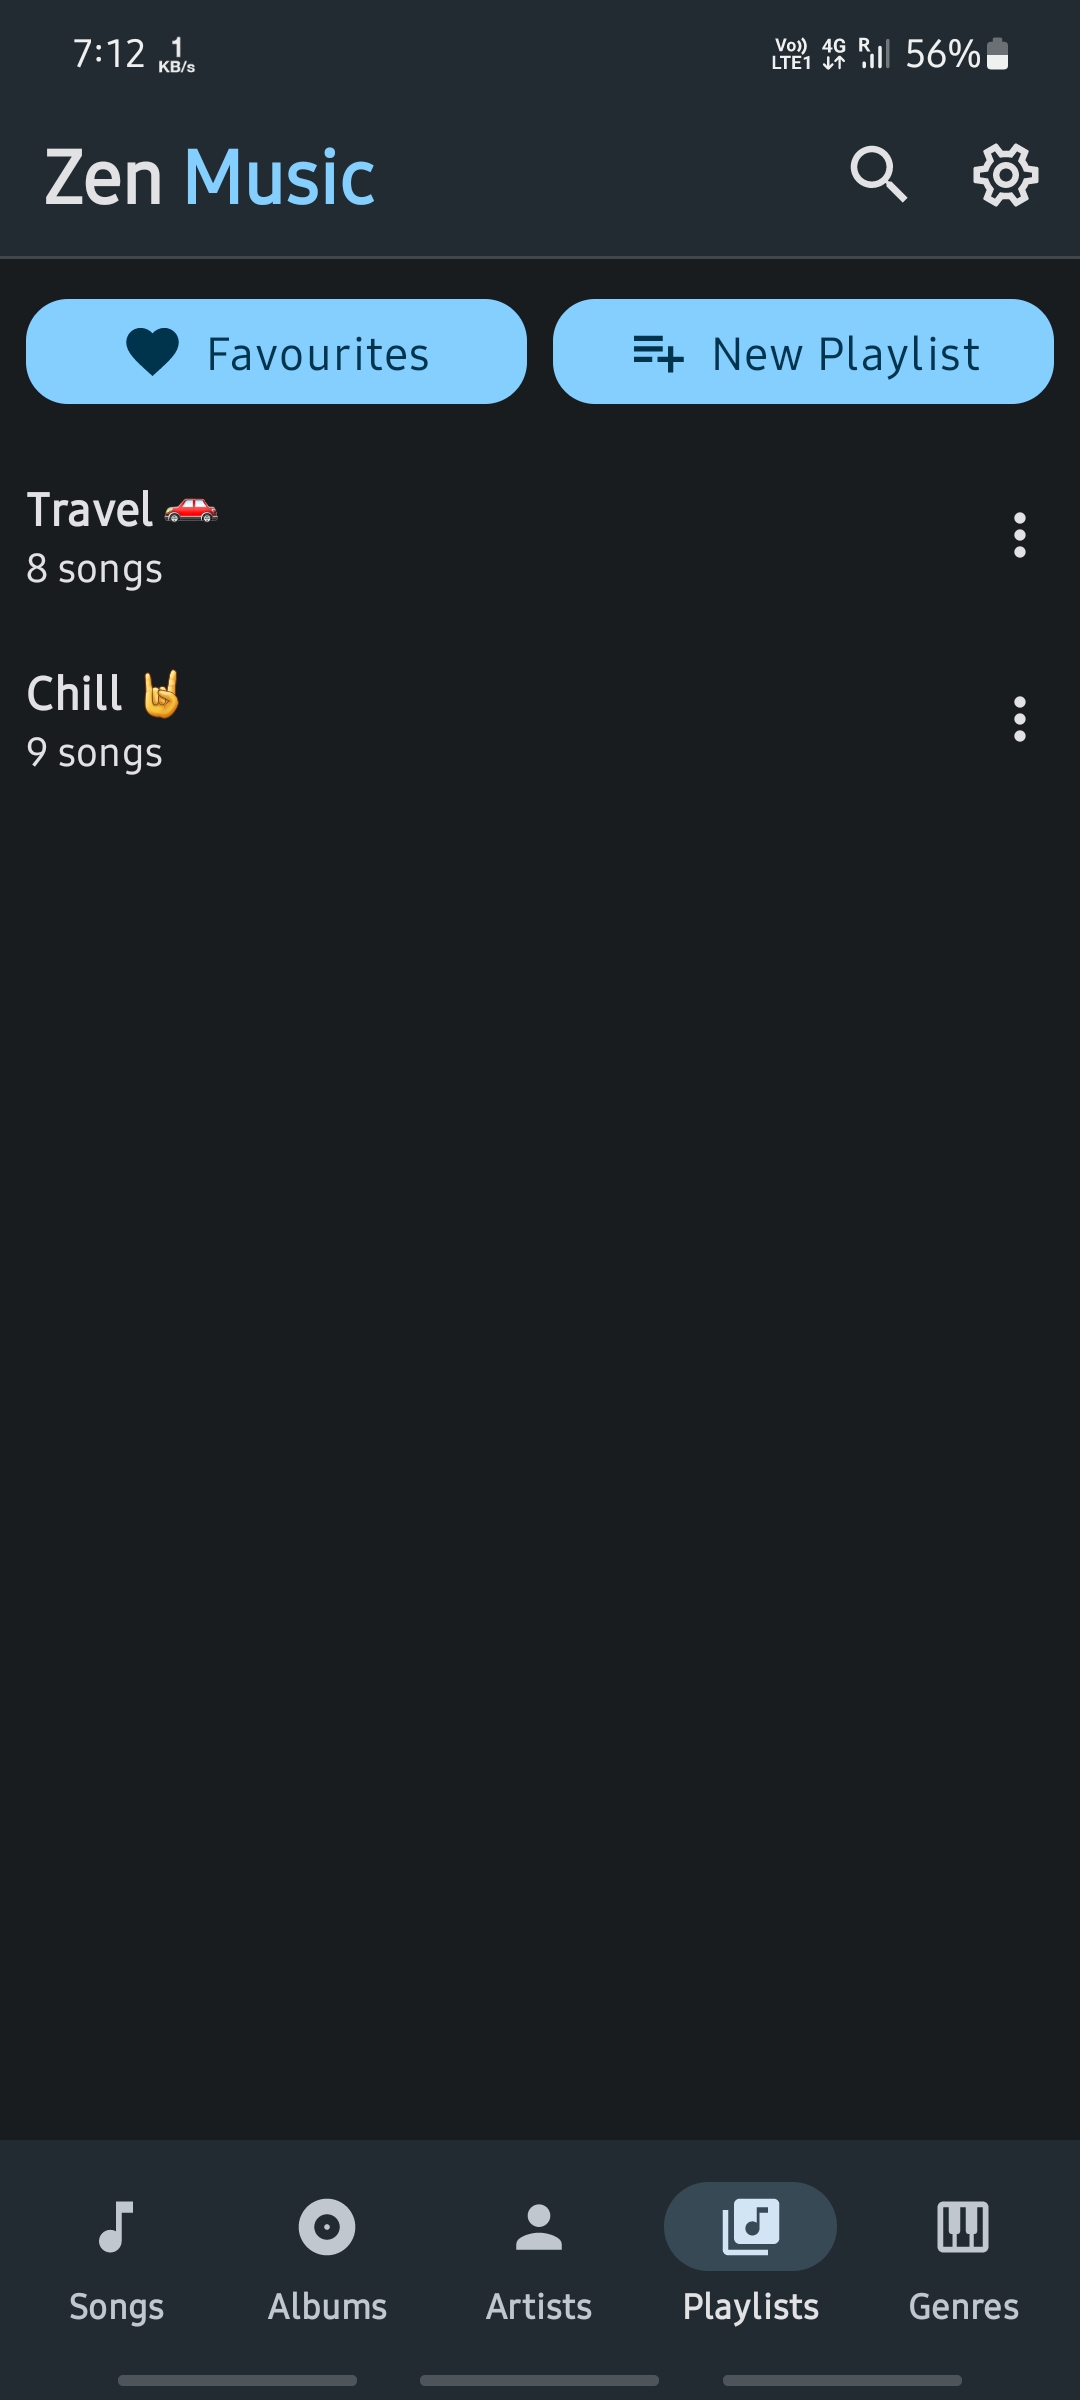 7:12 1 KB/s Vo)) LTE1 4G R 56%
Zen Music
Favourites New Playlist
Travel 🚗
8 songs
Chill 🤘
9 songs
Songs Albums Artists Playlists Genres